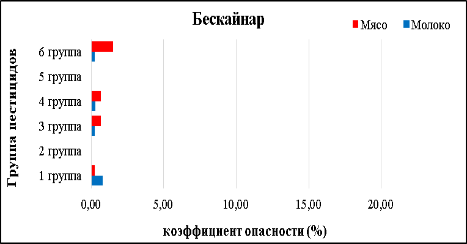 Бескайнар
Мясо Молоко
Группа пестицидов
6 группа
5 группа
4 группа
3 группа
2 группа
1 группа
0,00 5,00 10,00 15,00 20,00
коэффициент опасности (%)